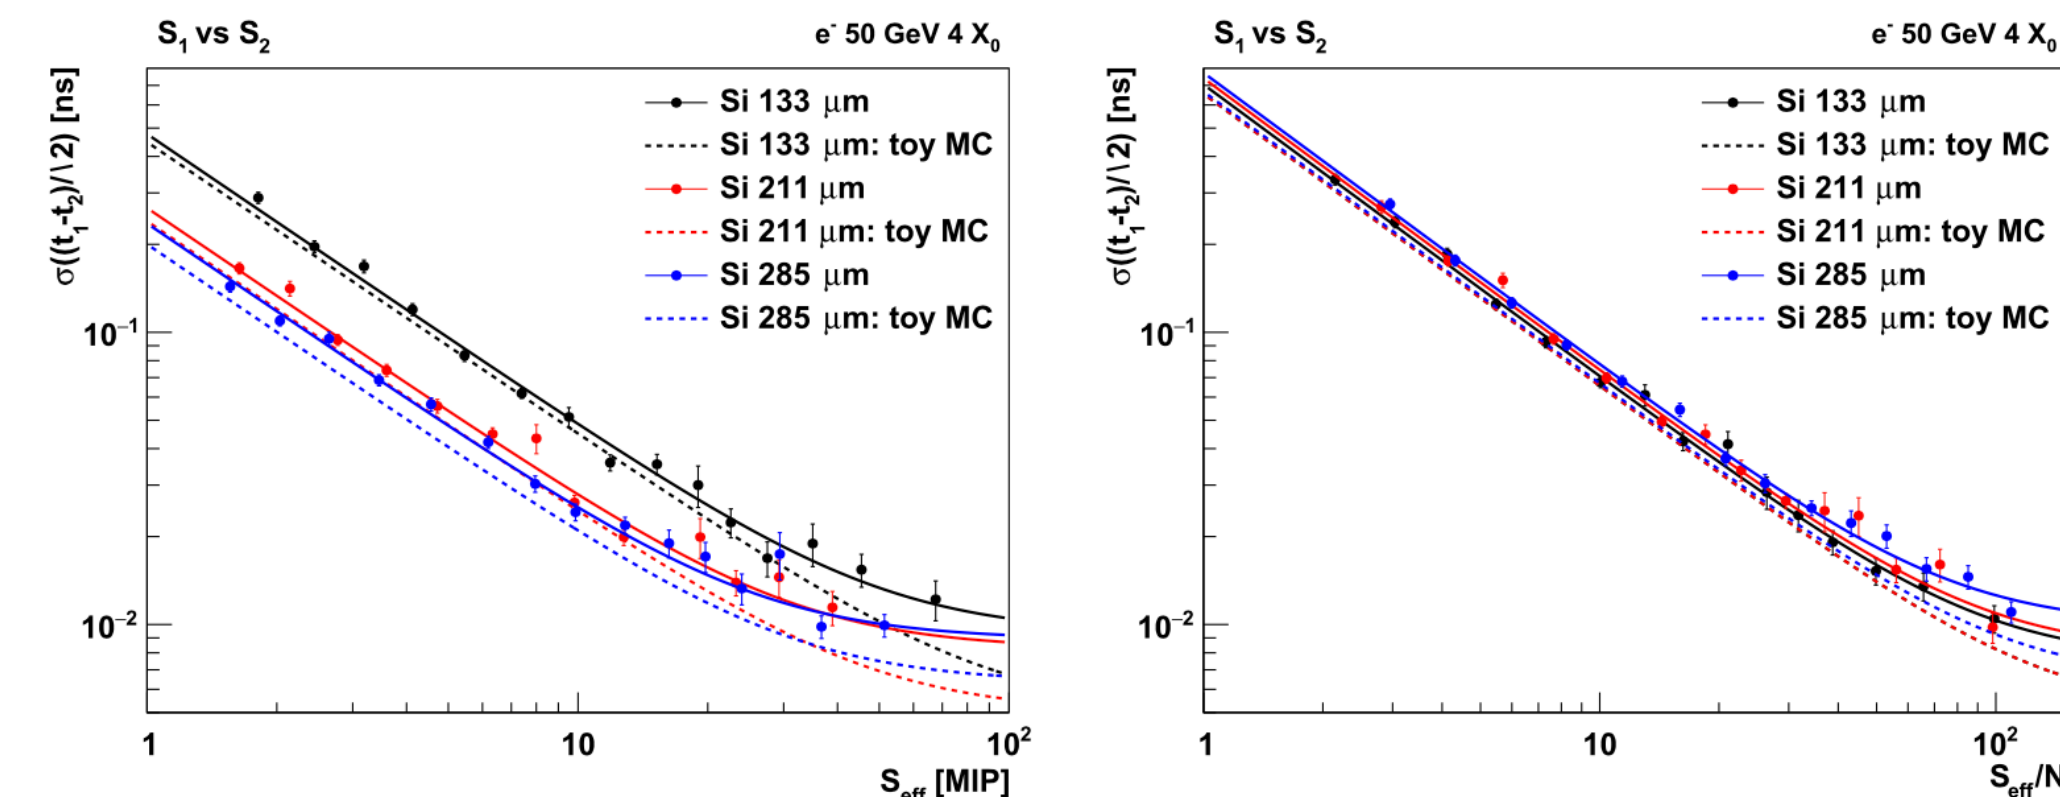 S1 vs S2
e- 50 GeV 4 X0
σ((t1-t2)/√2) [ns]
Si 133 μm
Si 133 μm: toy MC
Si 211 μm
Si 211 μm: toy MC
Si 285 μm
Si 285 μm: toy MC
10−1
10−2
1
10
10²
Seff [MIP]
S1 vs S2
e- 50 GeV 4 X0
σ((t1-t2)/√2) [ns]
Si 133 μm
Si 133 μm: toy MC
Si 211 μm
Si 211 μm: toy MC
Si 285 μm
Si 285 μm: toy MC
10−1
10−2
1
10
10²
Seff/N